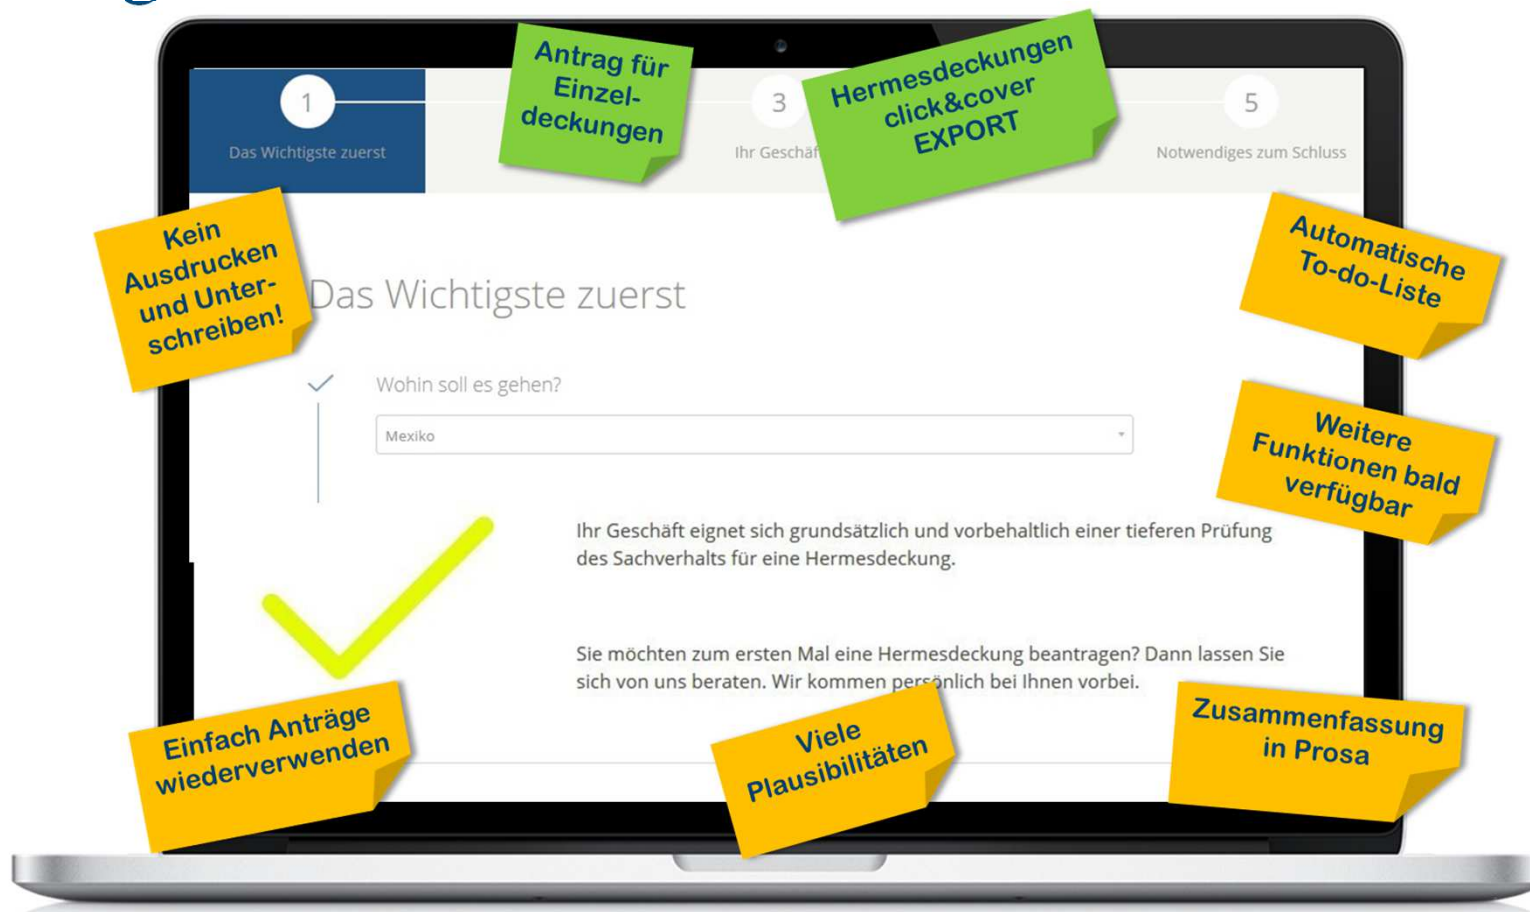 Antrag für
Einzel-
deckungen
Hermesdeckungen
click&cover
EXPORT
1
3
5
Das Wichtigste zuerst
Ihr Geschäf
Notwendiges zum Schluss
Kein
Ausdrucken
und Unter-
schreiben!
Automatische
To-do-Liste
Das Wichtigste zuerst
Wohin soll es gehen?
Mexiko
Weitere
Funktionen bald
verfügbar
Ihr Geschäft eignet sich grundsätzlich und vorbehaltlich einer tieferen Prüfung
des Sachverhalts für eine Hermesdeckung.
Sie möchten zum ersten Mal eine Hermesdeckung beantragen? Dann lassen Sie
sich von uns beraten. Wir kommen persönlich bei Ihnen vorbei.
Einfach Anträge
wiederverwenden
Viele
Plausibilitäten
Zusammenfassung
in Prosa